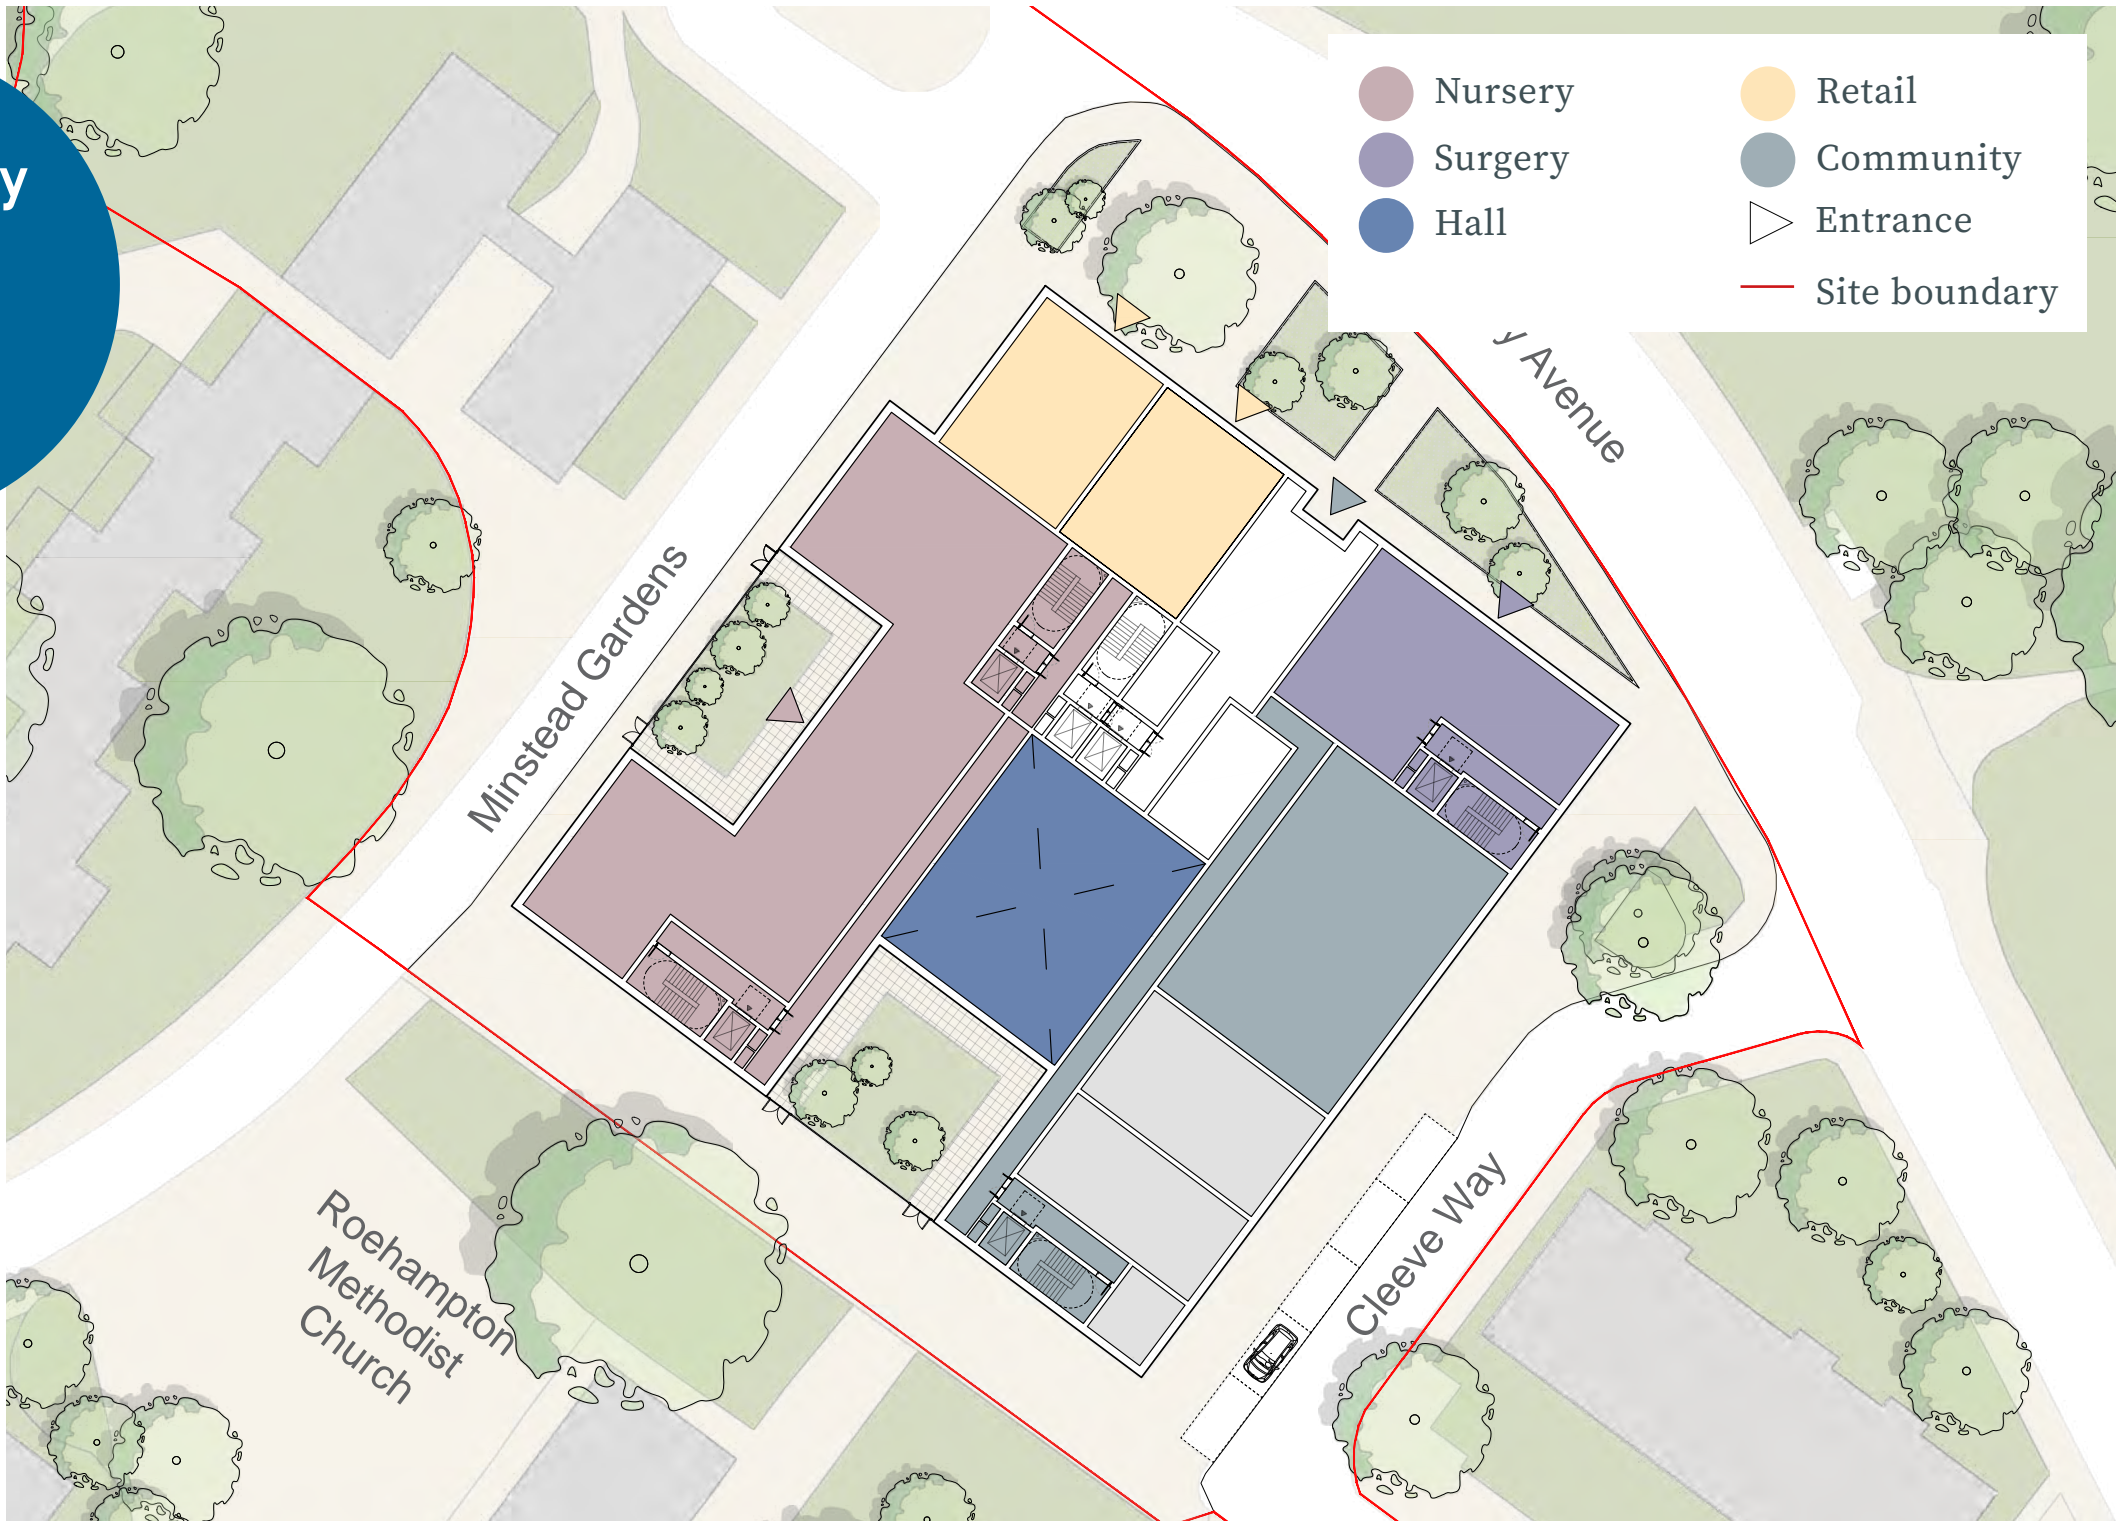 y
Nursery
Surgery
Hall
Retail
Community
Entrance
Site boundary
y Avenue
Minstead Gardens
Roehampton
Methodist
Church
Cleeve Way